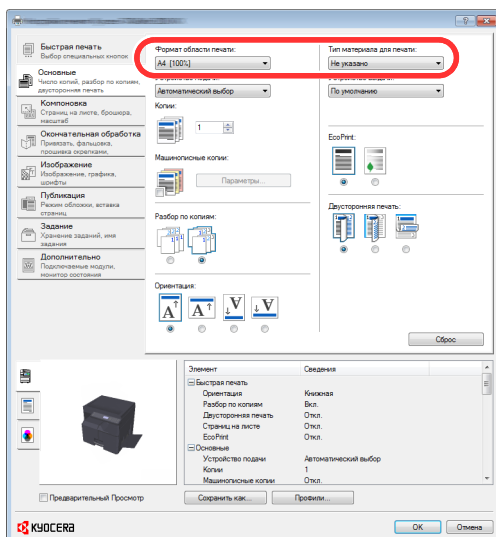 Быстрая печать
Выбор специальных кнопок
Основные
Число копий, разбор по копиям,
двусторонняя печать
Компоновка
Страниц на листе, брошюра,
масштаб
Окончательная обработка
Привязать, фальцовка,
прошивка скрепками,
Изображение
Изображение, графика,
шрифты
Публикация
Режим обложки, вставка
страниц
Задание
Хранение заданий, имя
задания
Дополнительно
Подключаемые модули,
монитор состояния
Формат области печати:
A4 [100%]
Автоматический выбор
Копии:
1
Машинописные копии:
Параметры...
Разбор по копиям:
Ориентация:
Тип материала для печати:
Не указано
По умолчанию
EcoPrint:
Двусторонняя печать:
Сброс
Элемент Сведения
Быстрая печать
Ориентация Книжная
Разбор по копиям Вкл.
Двусторонняя печать Откл.
Страниц на листе Откл.
EcoPrint Откл.
Основные
Устройство подачи Автоматический выбор
Копии 1
Машинописные копии Откл.
Предварительный Просмотр
Сохранить как... Профили...
KYOCERA
OK Отмена